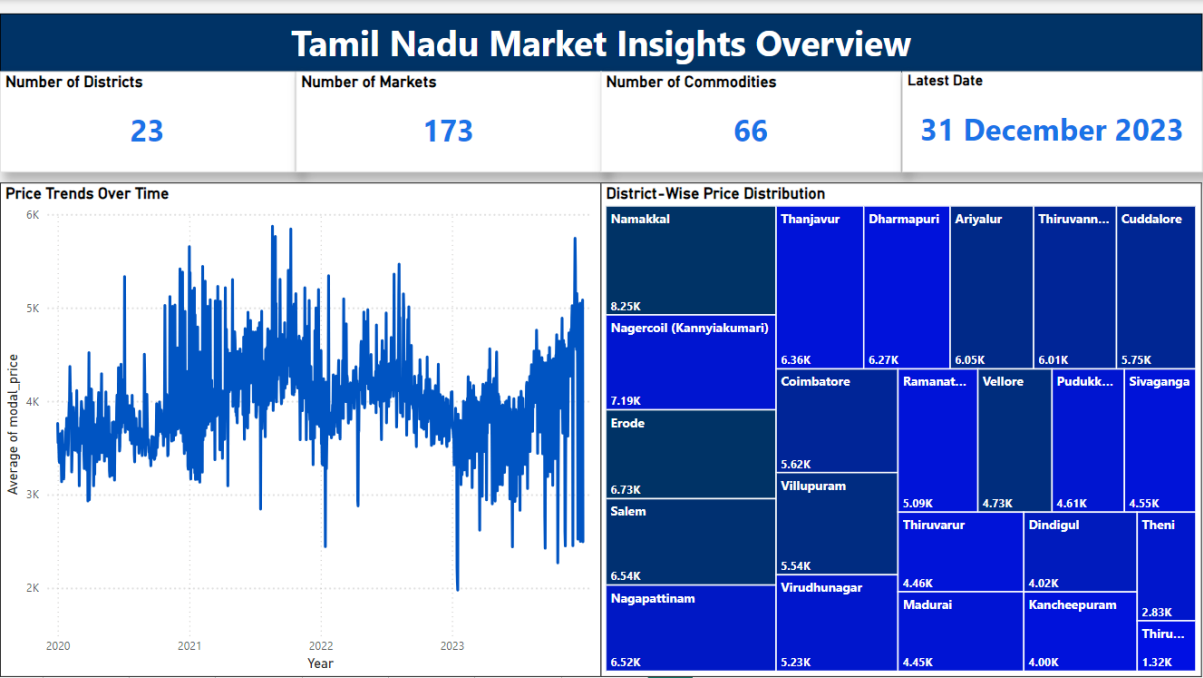 Tamil Nadu Market Insights Overview
Number of Districts
23
Number of Markets
173
Number of Commodities
66
Latest Date
31 December 2023
Price Trends Over Time
6K
5K
4K
3K
2K
Average of modal_price
2020 2021 2022 2023
Year
District-Wise Price Distribution
Namakkal
8.25K
Nagercoil (Kannyiakumari)
7.19K
Erode
6.73K
Salem
6.54K
Nagapattinam
6.52K
Thanjavur
6.36K
Dharmapuri
6.27K
Ariyalur
6.05K
Thiruvann...
6.01K
Cuddalore
5.75K
Coimbatore
5.62K
Villupuram
5.54K
Virudhunagar
5.23K
Ramanat...
5.09K
Vellore
4.73K
Pudukk...
4.61K
Sivaganga
4.55K
Thiruvarur
4.46K
Madurai
4.45K
Dindigul
4.02K
Kancheepuram
4.00K
Theni
2.83K
Thiru...
1.32K